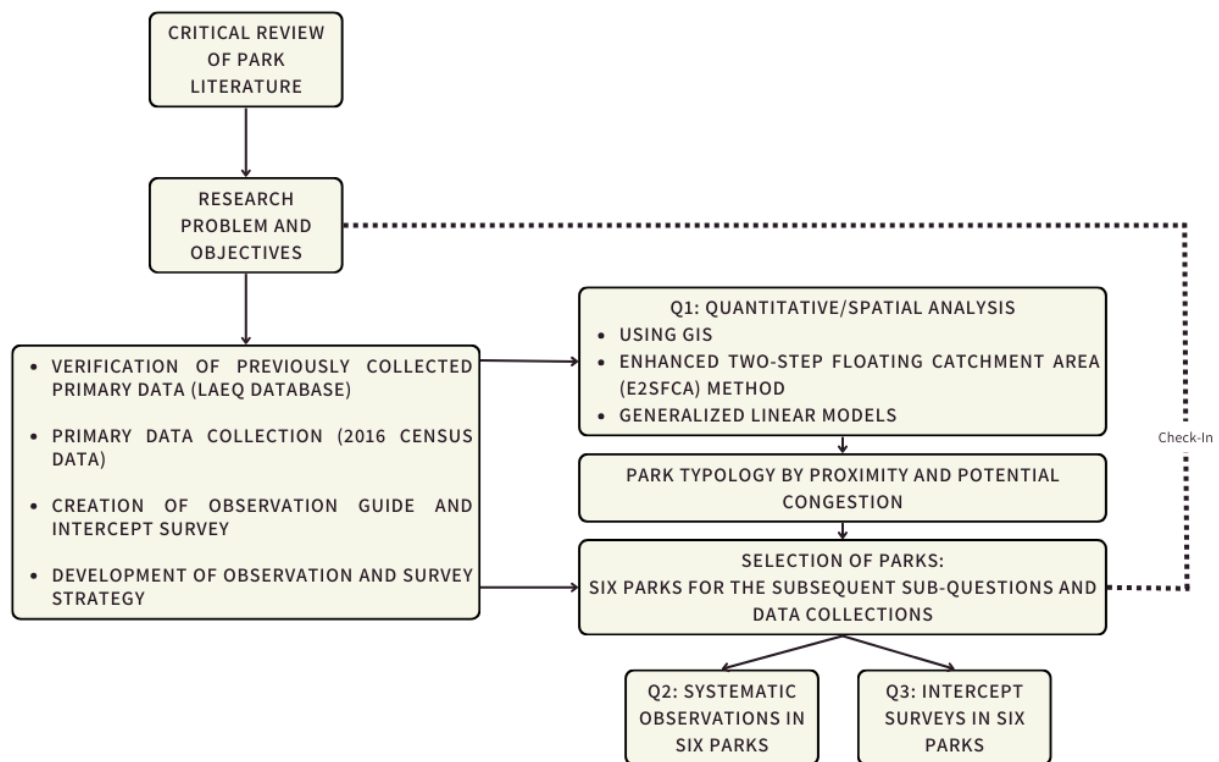 CRITICAL REVIEW
OF PARK
LITERATURE
RESEARCH
PROBLEM AND
OBJECTIVES
• VERIFICATION OF PREVIOUSLY COLLECTED
PRIMARY DATA (LAEQ DATABASE)
• PRIMARY DATA COLLECTION (2016 CENSUS
DATA)
• CREATION OF OBSERVATION GUIDE AND
INTERCEPT SURVEY
• DEVELOPMENT OF OBSERVATION AND SURVEY
STRATEGY
Q1: QUANTITATIVE/SPATIAL ANALYSIS
• USING GIS
• ENHANCED TWO-STEP FLOATING CATCHMENT AREA
(E2SFCA) METHOD
• GENERALIZED LINEAR MODELS
PARK TYPOLOGY BY PROXIMITY AND POTENTIAL
CONGESTION
SELECTION OF PARKS:
SIX PARKS FOR THE SUBSEQUENT SUB-QUESTIONS AND
DATA COLLECTIONS
Check-In
Q2: SYSTEMATIC
OBSERVATIONS IN
SIX PARKS
Q3: INTERCEPT
SURVEYS IN SIX
PARKS